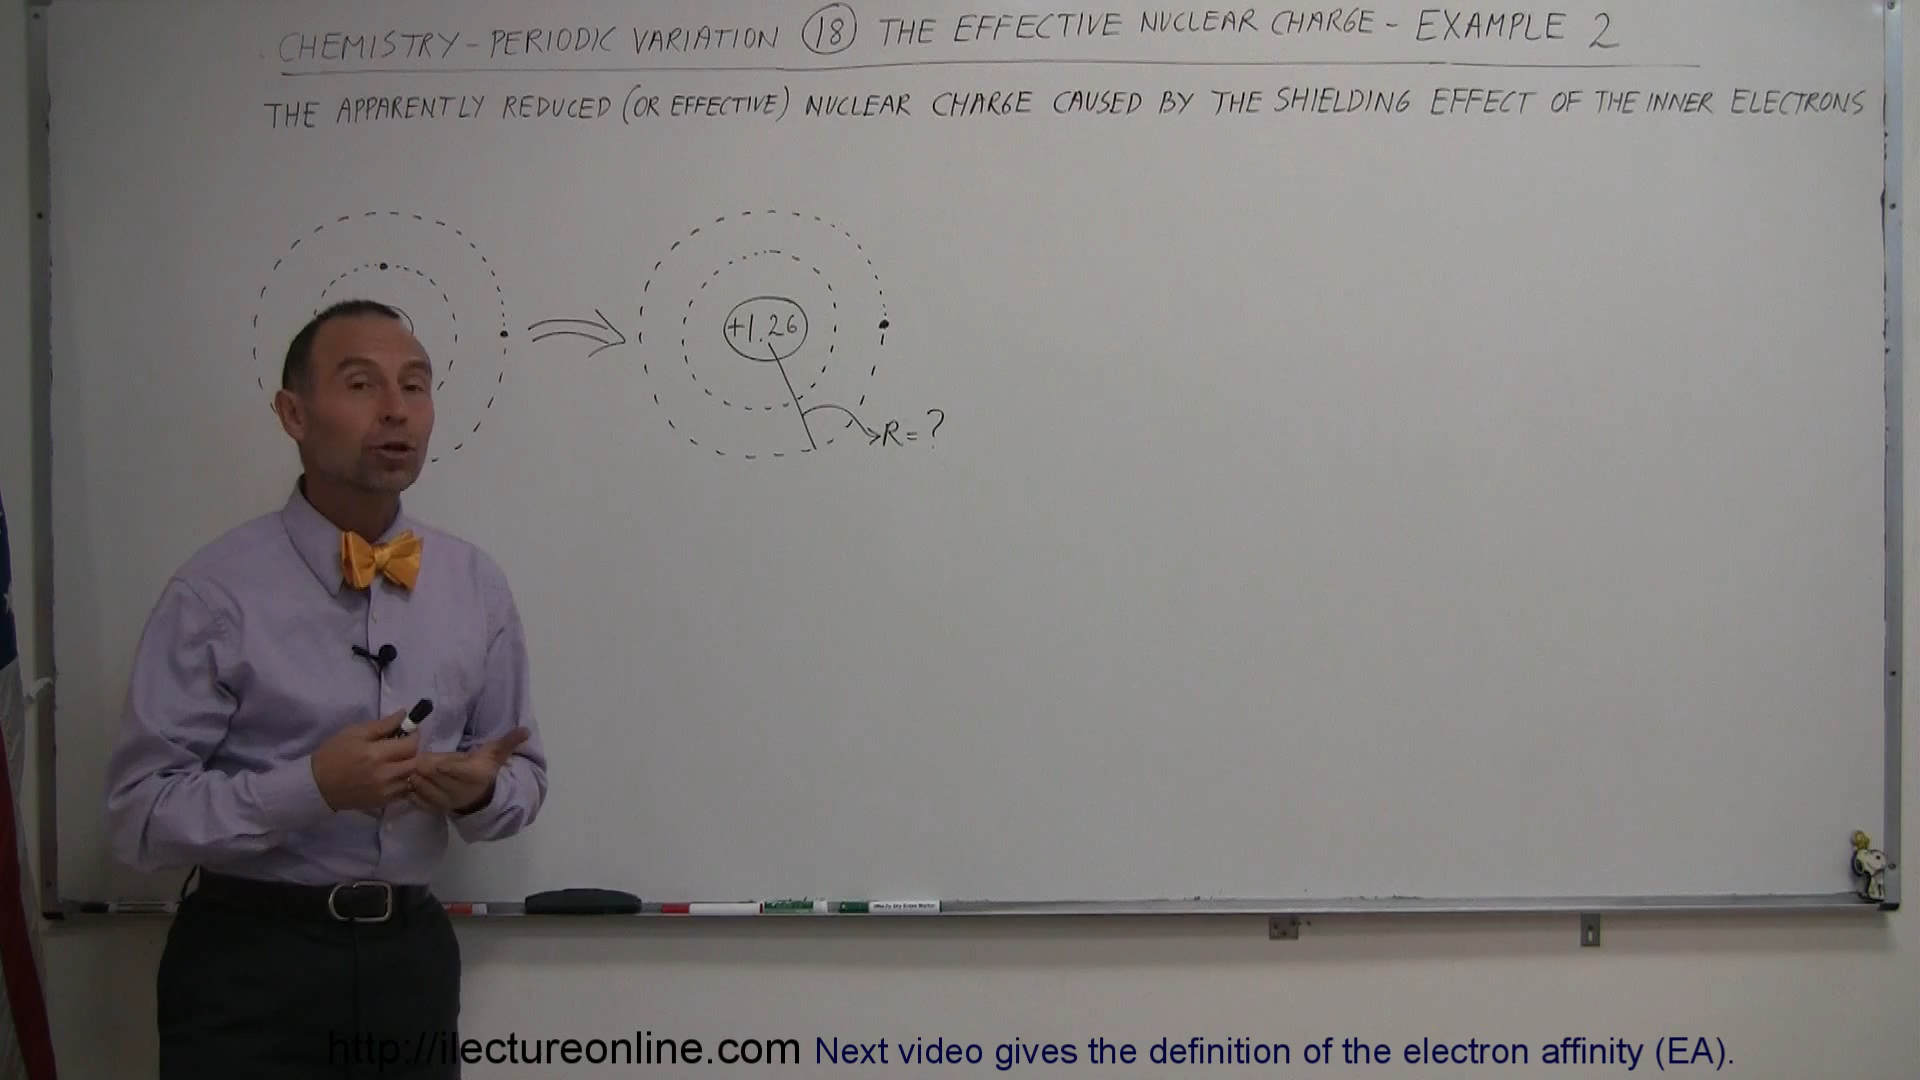 CHEMISTRY - PERIODIC VARIATION 18 THE EFFECTIVE NUCLEAR CHARGE - EXAMPLE 2
THE APPARENTLY REDUCED (OR EFFECTIVE) NUCLEAR CHARGE CAUSED BY THE SHIELDING EFFECT OF THE INNER ELECTRONS
+1.26
R = ?
http://ilectureonline.com Next video gives the definition of the electron affinity (EA).